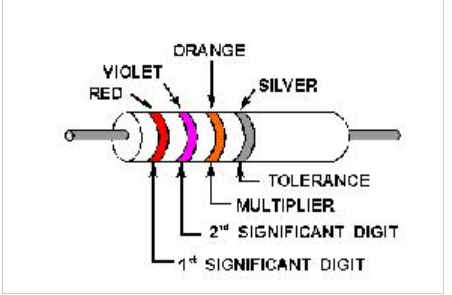 ORANGE
VIOLET
SILVER
RED
TOLERANCE
MULTIPLIER
2nd SIGNIFICANT DIGIT
1st SIGNIFICANT DIGIT